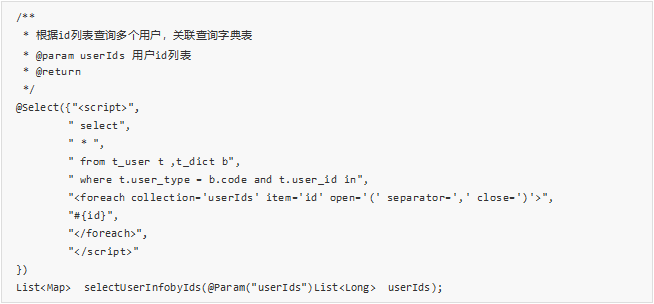 /**
* 根据id列表查询多个用户，关联查询字典表
* @param userIds 用户id列表
* @return
*/
@Select({"<script>",
" select",
" * ",
" from t_user t ,t_dict b",
" where t.user_type = b.code and t.user_id in",
"<foreach collection='userIds' item='id' open='(' separator=',' close=')'>",
"#{id}",
"</foreach>",
"</script>"
})
List<Map> selectUserInfobyIds(@Param("userIds")List<Long> userIds);